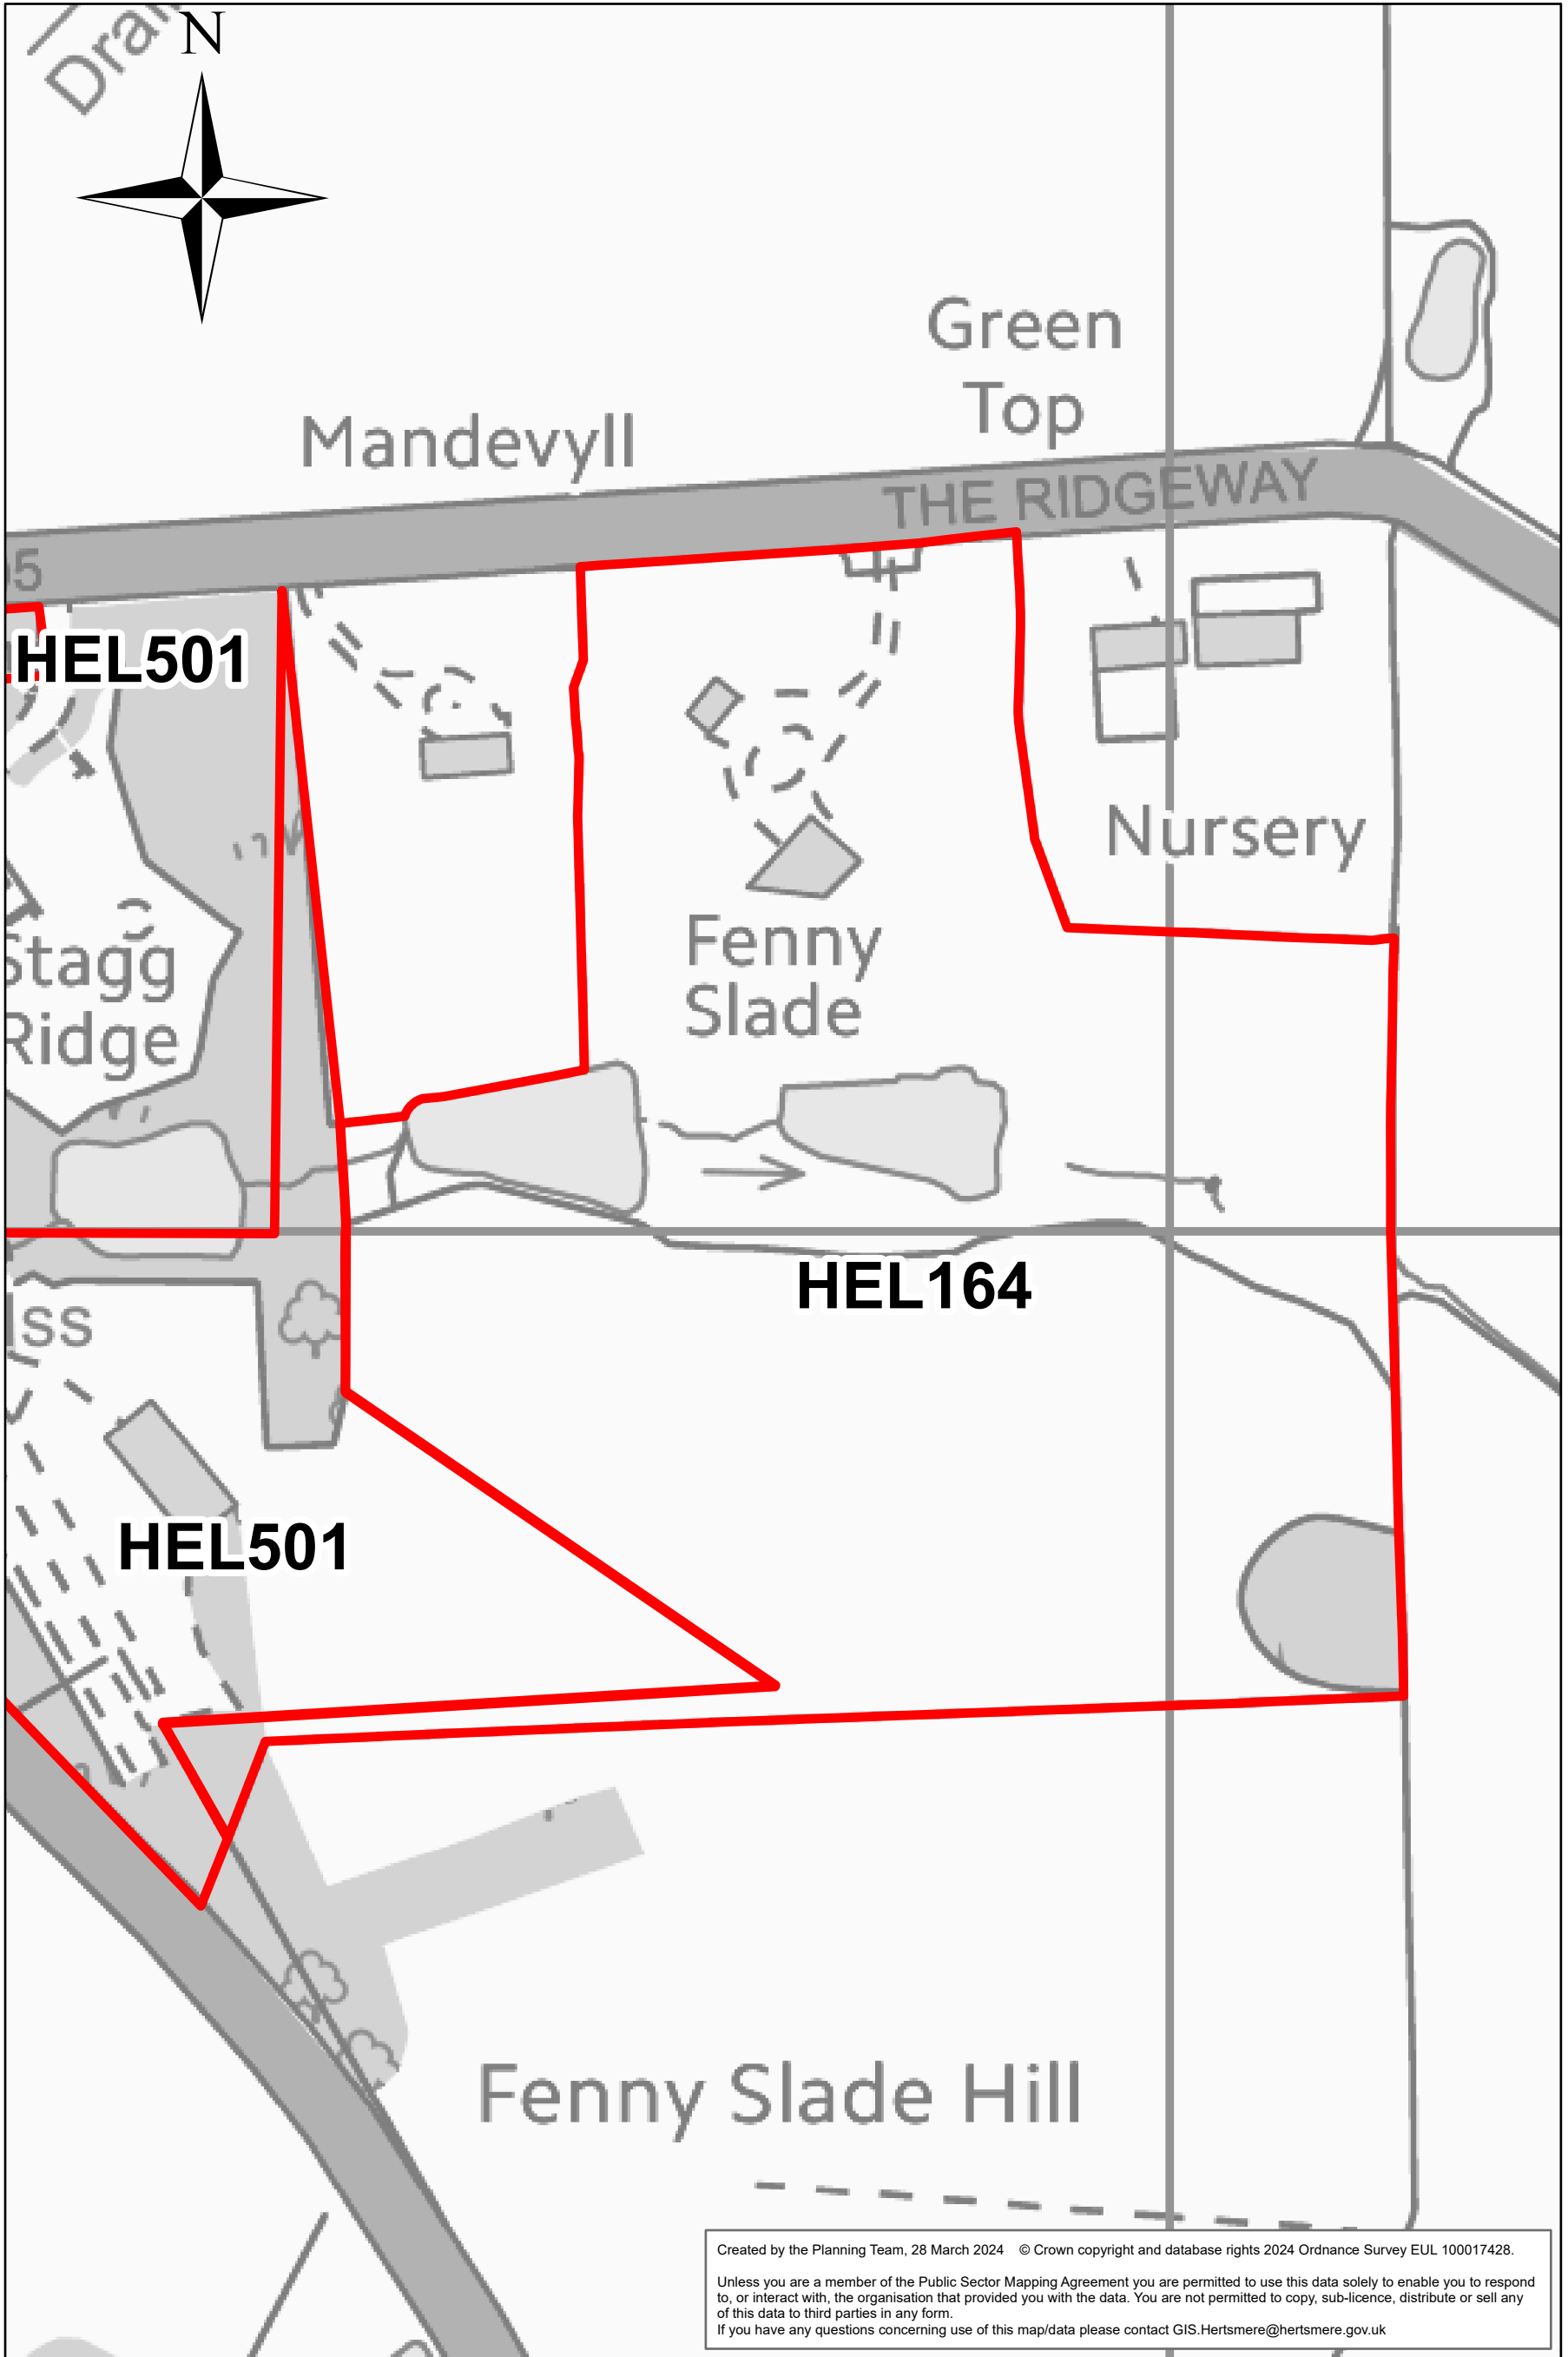 N
Green
Top
Mandevyll
THE RIDGEWAY
HEL501
Nursery
Fenny
Slade
Stagg
Ridge
HEL164
HEL501
Fenny Slade Hill
Created by the Planning Team, 28 March 2024 © Crown copyright and database rights 2024 Ordnance Survey EUL 100017428.
Unless you are a member of the Public Sector Mapping Agreement you are permitted to use this data solely to enable you to respond
to, or interact with, the organisation that provided you with the data. You are not permitted to copy, sub-licence, distribute or sell any
of this data to third parties in any form.
If you have any questions concerning use of this map/data please contact GIS.Hertsmere@hertsmere.gov.uk